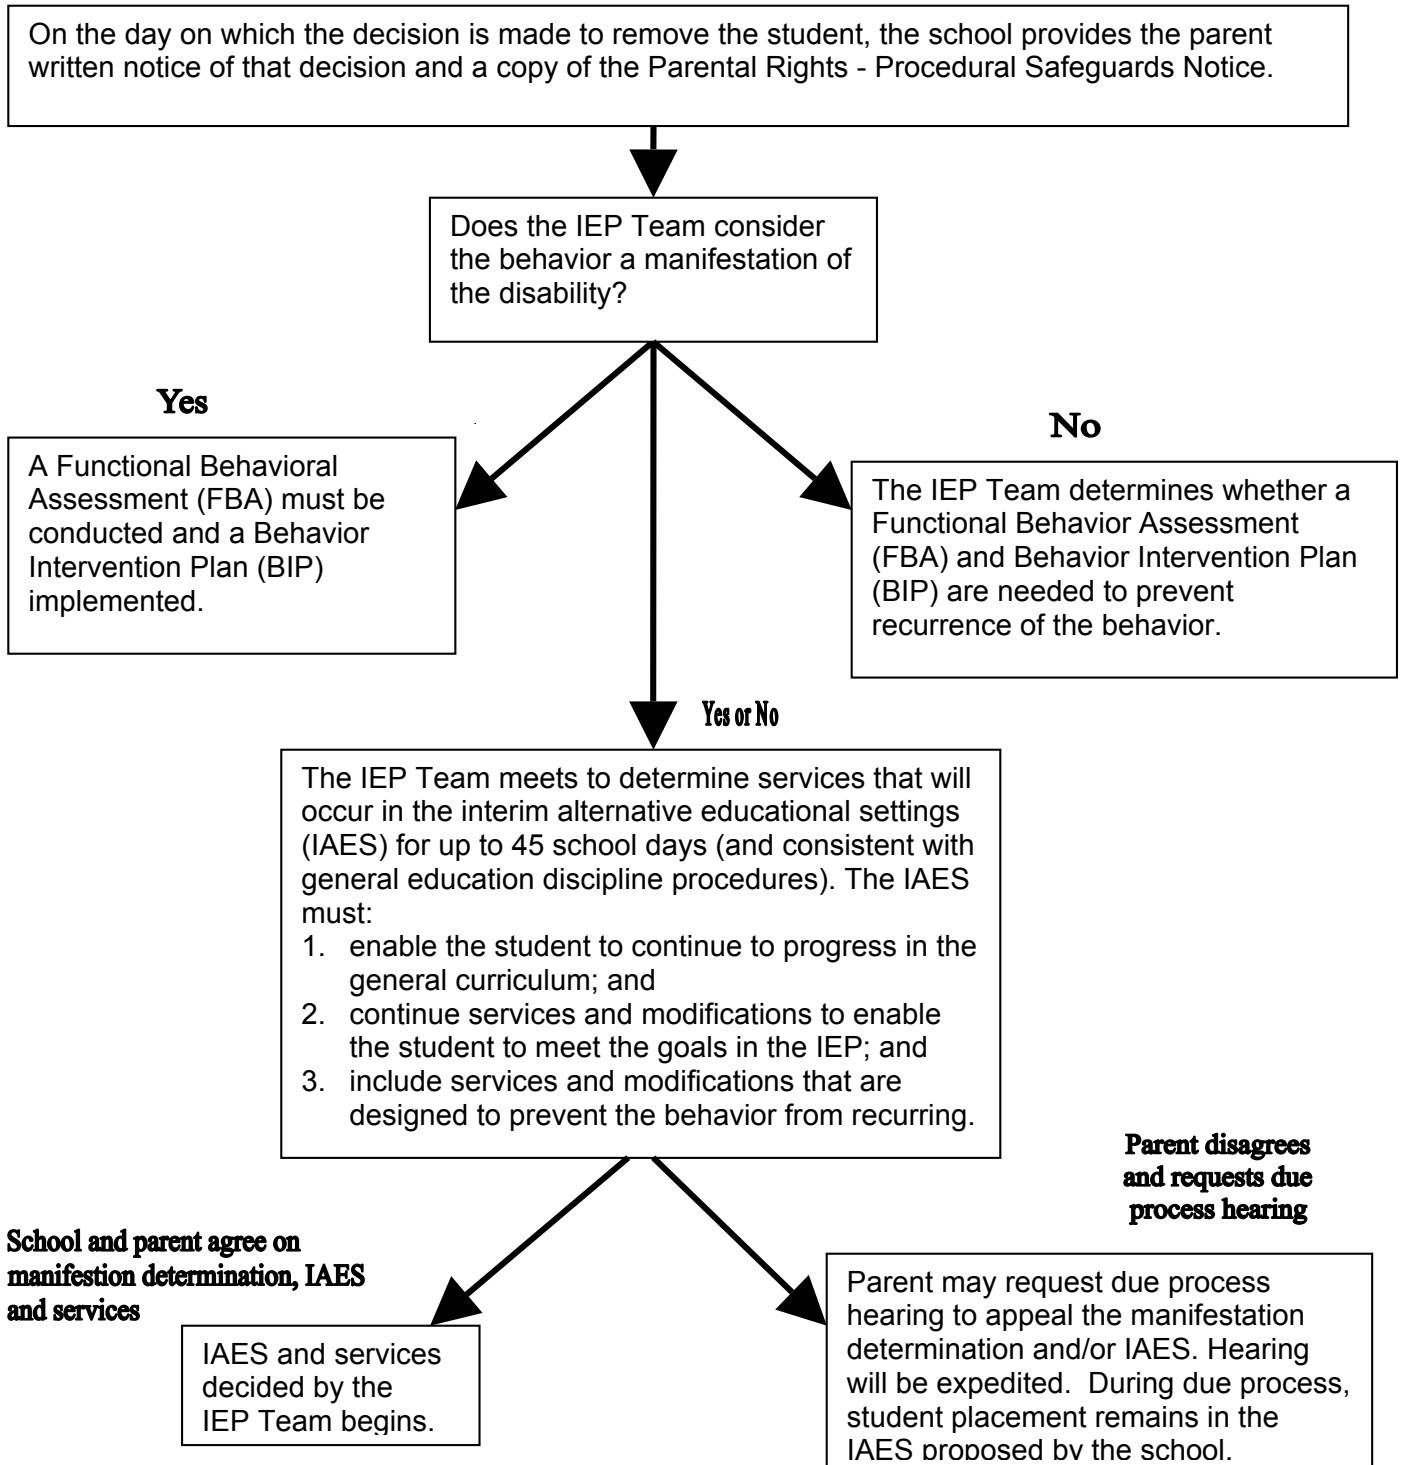 On the day on which the decision is made to remove the student, the school provides the parent
written notice of that decision and a copy of the Parental Rights - Procedural Safeguards Notice.
Does the IEP Team consider
the behavior a manifestation of
the disability?
Yes
A Functional Behavioral
Assessment (FBA) must be
conducted and a Behavior
Intervention Plan (BIP)
implemented.
No
The IEP Team determines whether a
Functional Behavior Assessment
(FBA) and Behavior Intervention Plan
(BIP) are needed to prevent
recurrence of the behavior.
Yes or No
The IEP Team meets to determine services that will
occur in the interim alternative educational settings
(IAES) for up to 45 school days (and consistent with
general education discipline procedures). The IAES
must:
1. enable the student to continue to progress in the
general curriculum; and
2. continue services and modifications to enable
the student to meet the goals in the IEP; and
3. include services and modifications that are
designed to prevent the behavior from recurring.
School and parent agree on
manifestion determination, IAES
and services
IAES and services
decided by the
IEP Team begins.
Parent disagrees
and requests due
process hearing
Parent may request due process
hearing to appeal the manifestation
determination and/or IAES. Hearing
will be expedited.  During due process,
student placement remains in the
IAES proposed by the school.